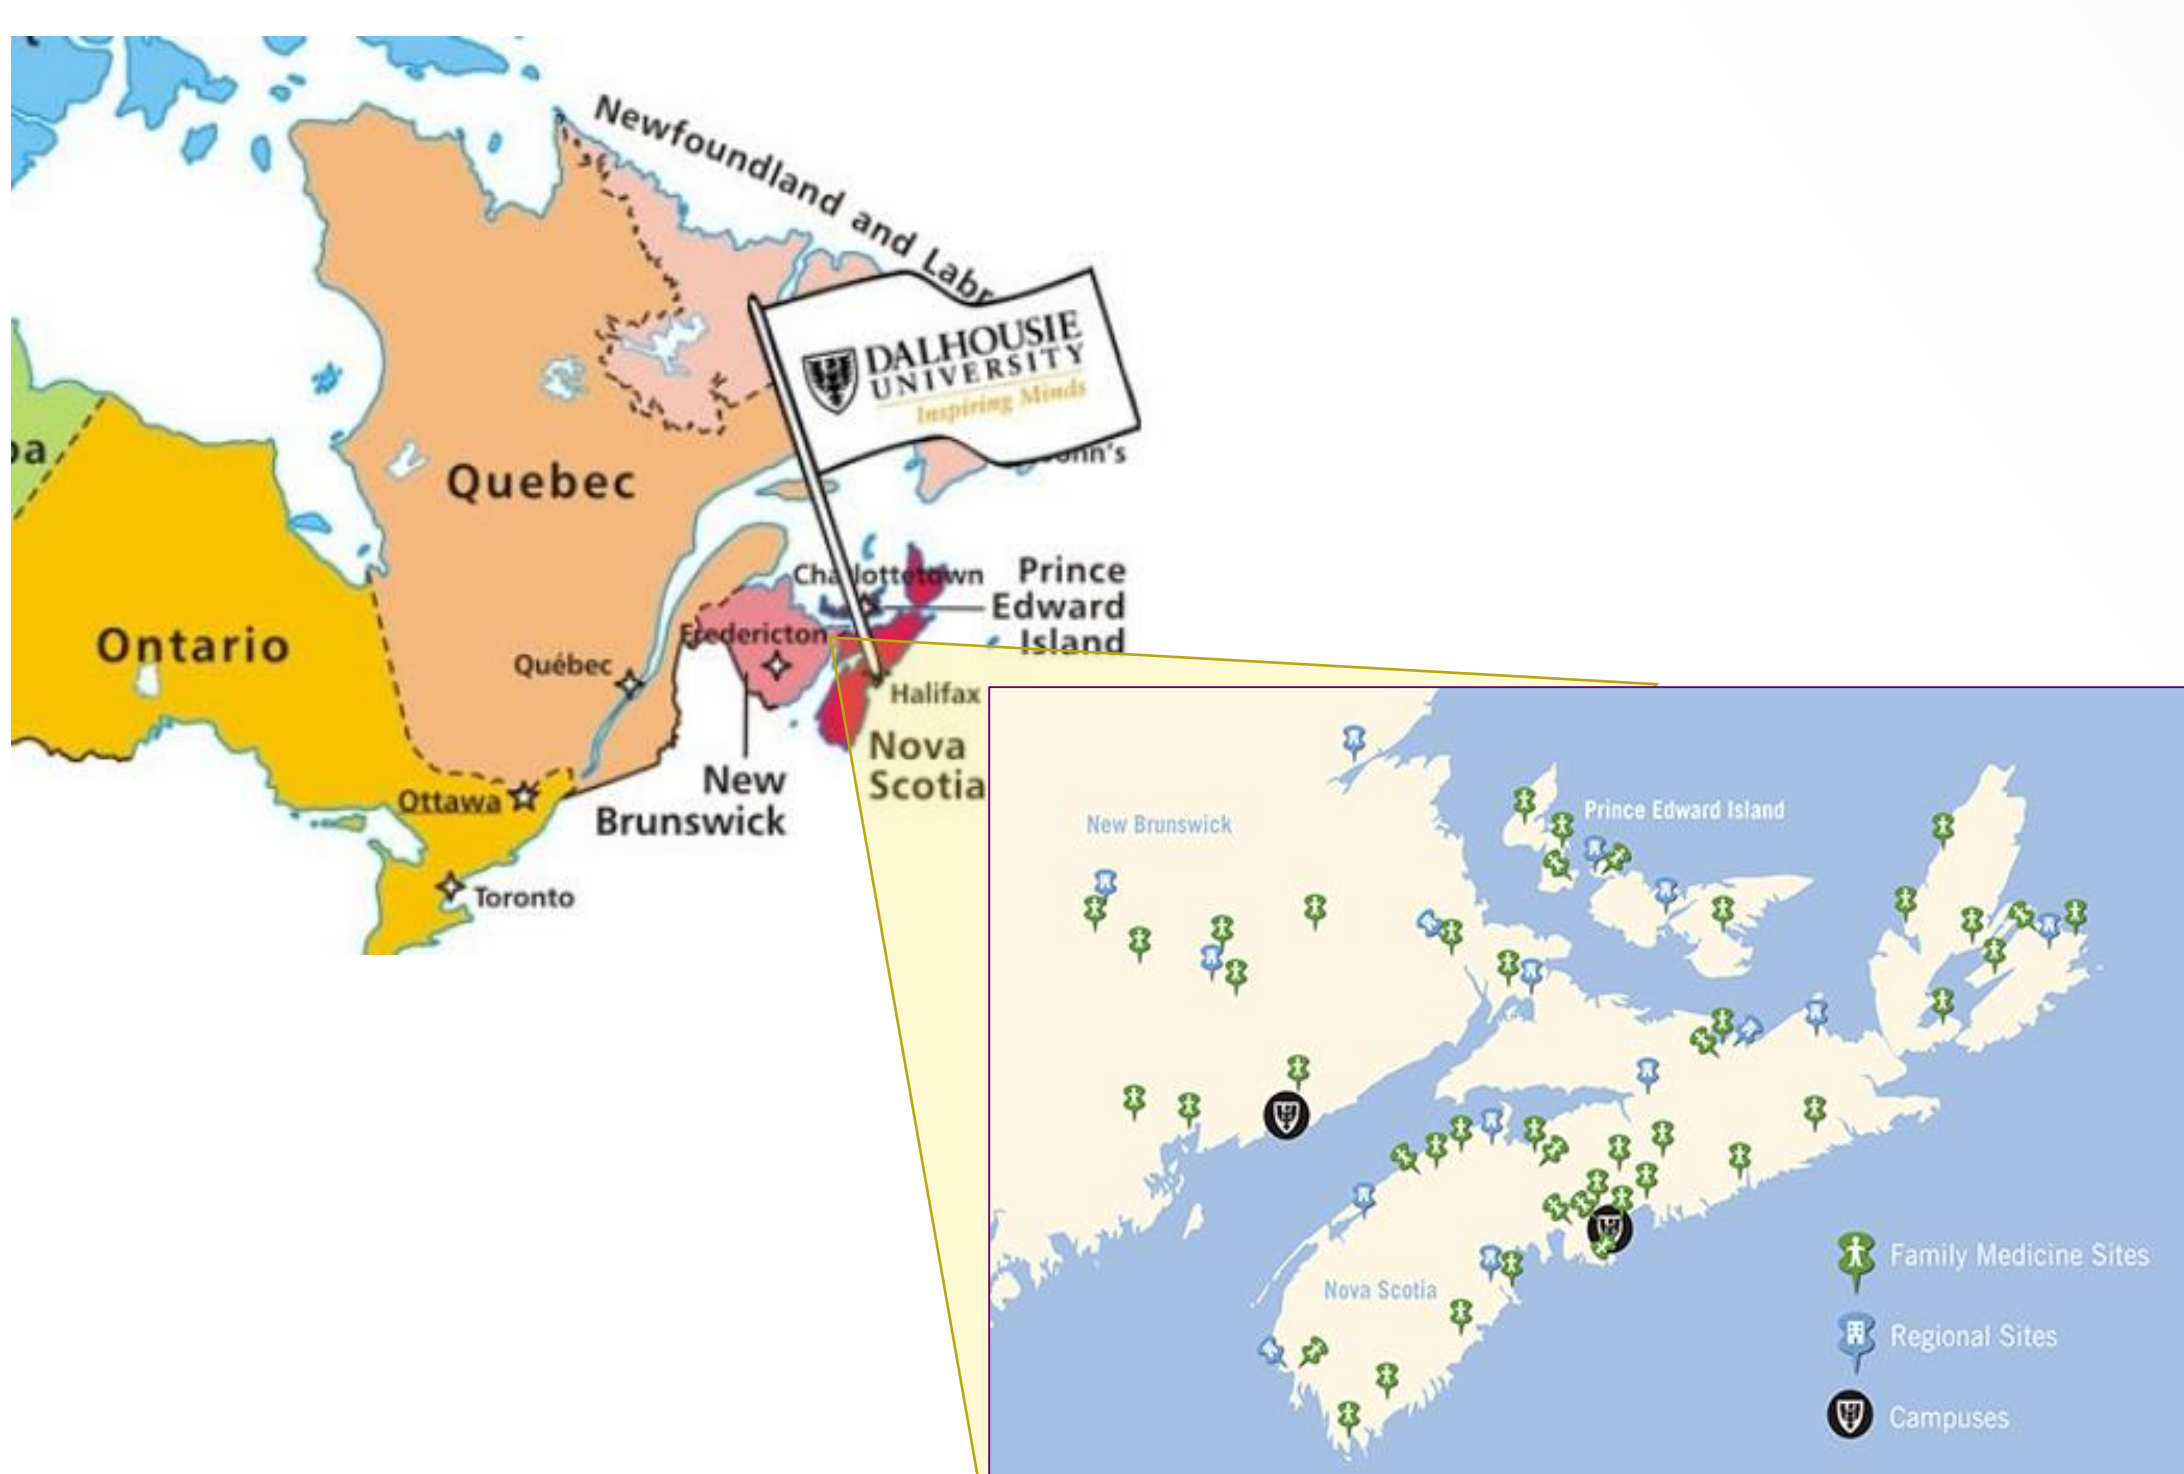 Newfoundland and Labr
DALHOUSIE
UNIVERSITY
Inspiring Minds
Quebec
Ontario
Charlottetown
Prince
Edward
Island
Fredericton
Québec
Halifax
Nova
Scotia
New
Brunswick
Ottawa
Toronto
New Brunswick
Prince Edward Island
Nova Scotia
Family Medicine Sites
Regional Sites
Campuses